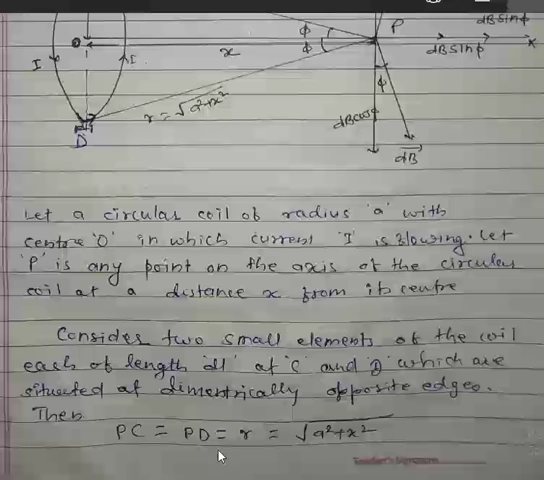 dBsinφ
P
φ
O
x
φ
dBsinφ
x
I
I
φ
r = √a²+x²
dBcosφ
D
dB
Let a circular coil of radius 'a' with
centre 'O' in which current 'I' is flowing. Let
'P' is any point on the axis of the circular
coil at a distance x from its centre
Consider two small elements of the coil
each of length 'dl' at 'C' and 'D' which are
situated at dimentrically opposite edges.
Then
PC = PD = r = √a²+x²
Teacher's Signature